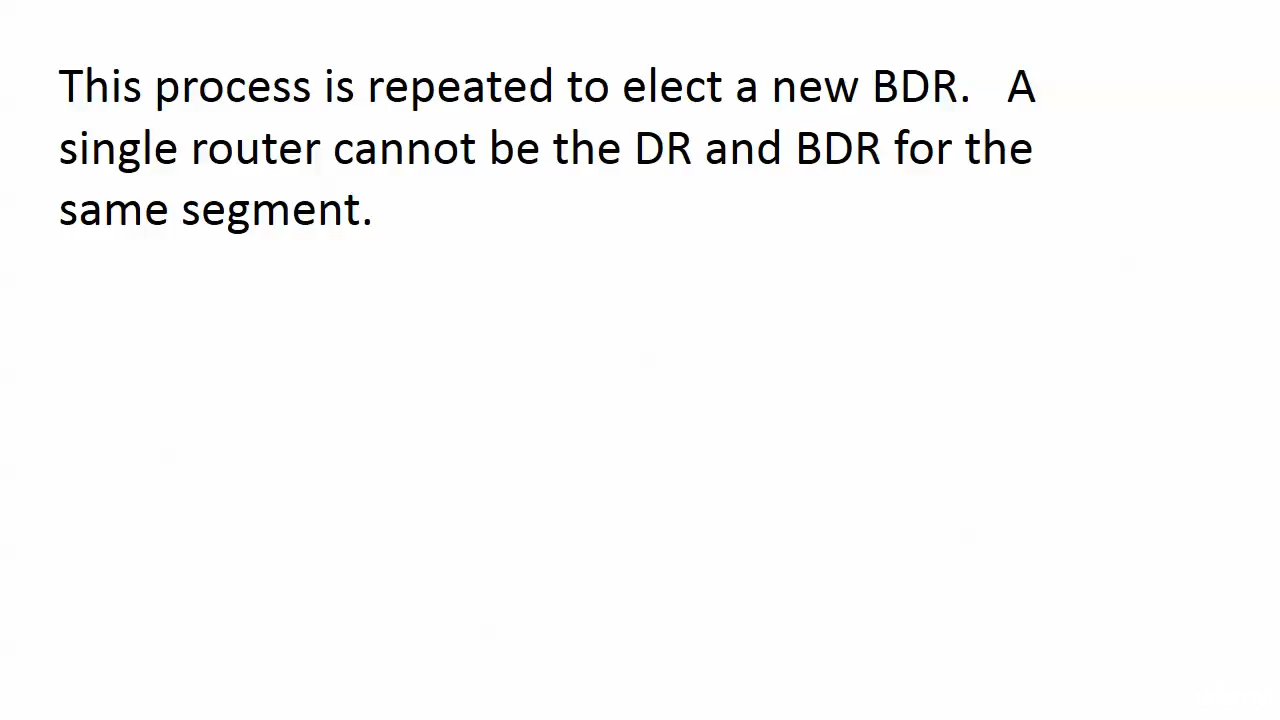 This process is repeated to elect a new BDR. A
single router cannot be the DR and BDR for the
same segment.